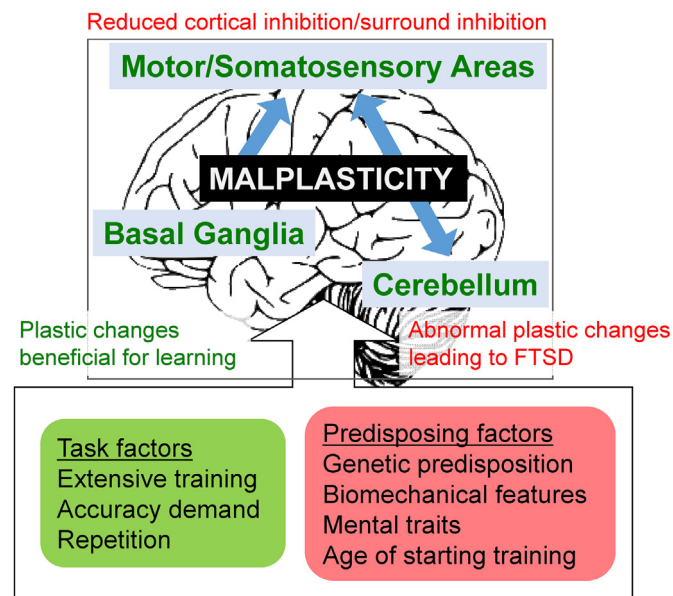 Reduced cortical inhibition/surround inhibition
Motor/Somatosensory Areas
MALPLASTICITY
Basal Ganglia
Cerebellum
Plastic changes
beneficial for learning
Abnormal plastic changes
leading to FTSD
Task factors
Extensive training
Accuracy demand
Repetition
Predisposing factors
Genetic predisposition
Biomechanical features
Mental traits
Age of starting training